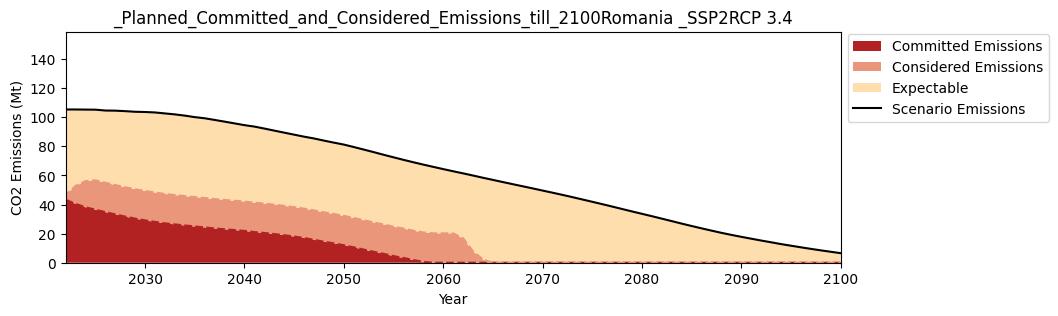 _Planned_Committed_and_Considered_Emissions_till_2100Romania _SSP2RCP 3.4
140
120
100
80
60
40
20
0
CO2 Emissions (Mt)
2030 2040 2050 2060 2070 2080 2090 2100
Year
Committed Emissions
Considered Emissions
Expectable
Scenario Emissions